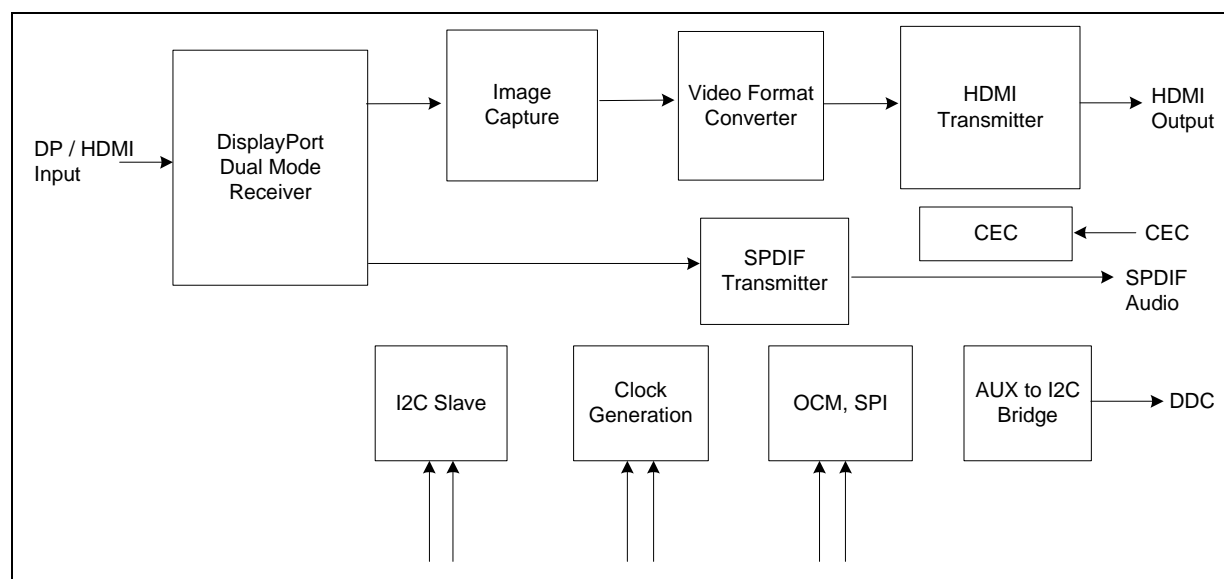 DP / HDMI
Input
DisplayPort
Dual Mode
Receiver
Image
Capture
Video Format
Converter
HDMI
Transmitter
HDMI
Output
CEC
CEC
SPDIF
Transmitter
SPDIF
Audio
I2C Slave
Clock
Generation
OCM, SPI
AUX to I2C
Bridge
DDC